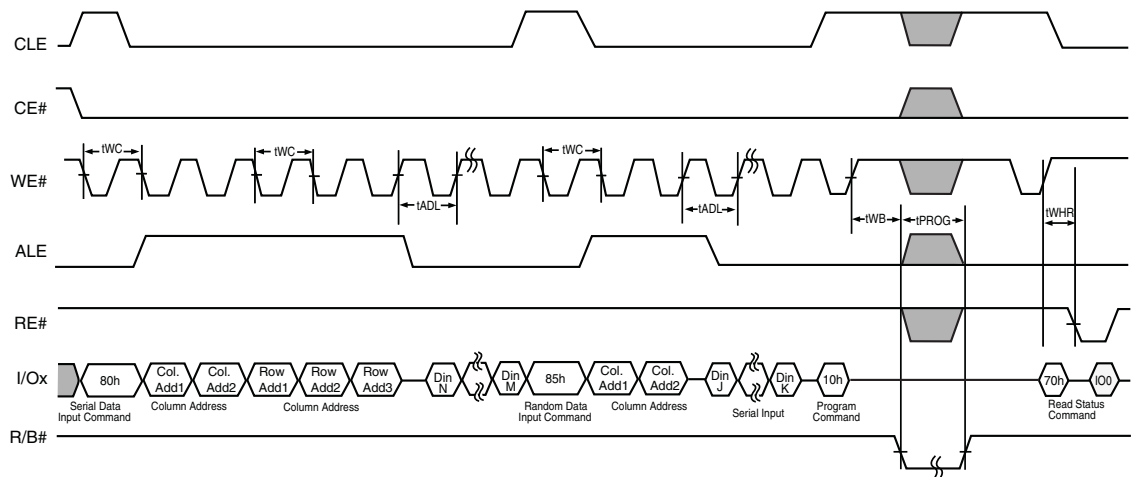 CLE
CE#
tWC
tWC
tWC
WE#
tADL
tADL
tWB
tPROG
tWHR
ALE
RE#
I/Ox
80h
Col.
Add1
Col.
Add2
Row
Add1
Row
Add2
Row
Add3
Din
N
Din
M
85h
Col.
Add1
Col.
Add2
Din
J
Din
K
10h
70h
IO0
Serial Data
Input Command
Column Address
Column Address
Random Data
Input Command
Column Address
Serial Input
Program
Command
Read Status
Command
R/B#